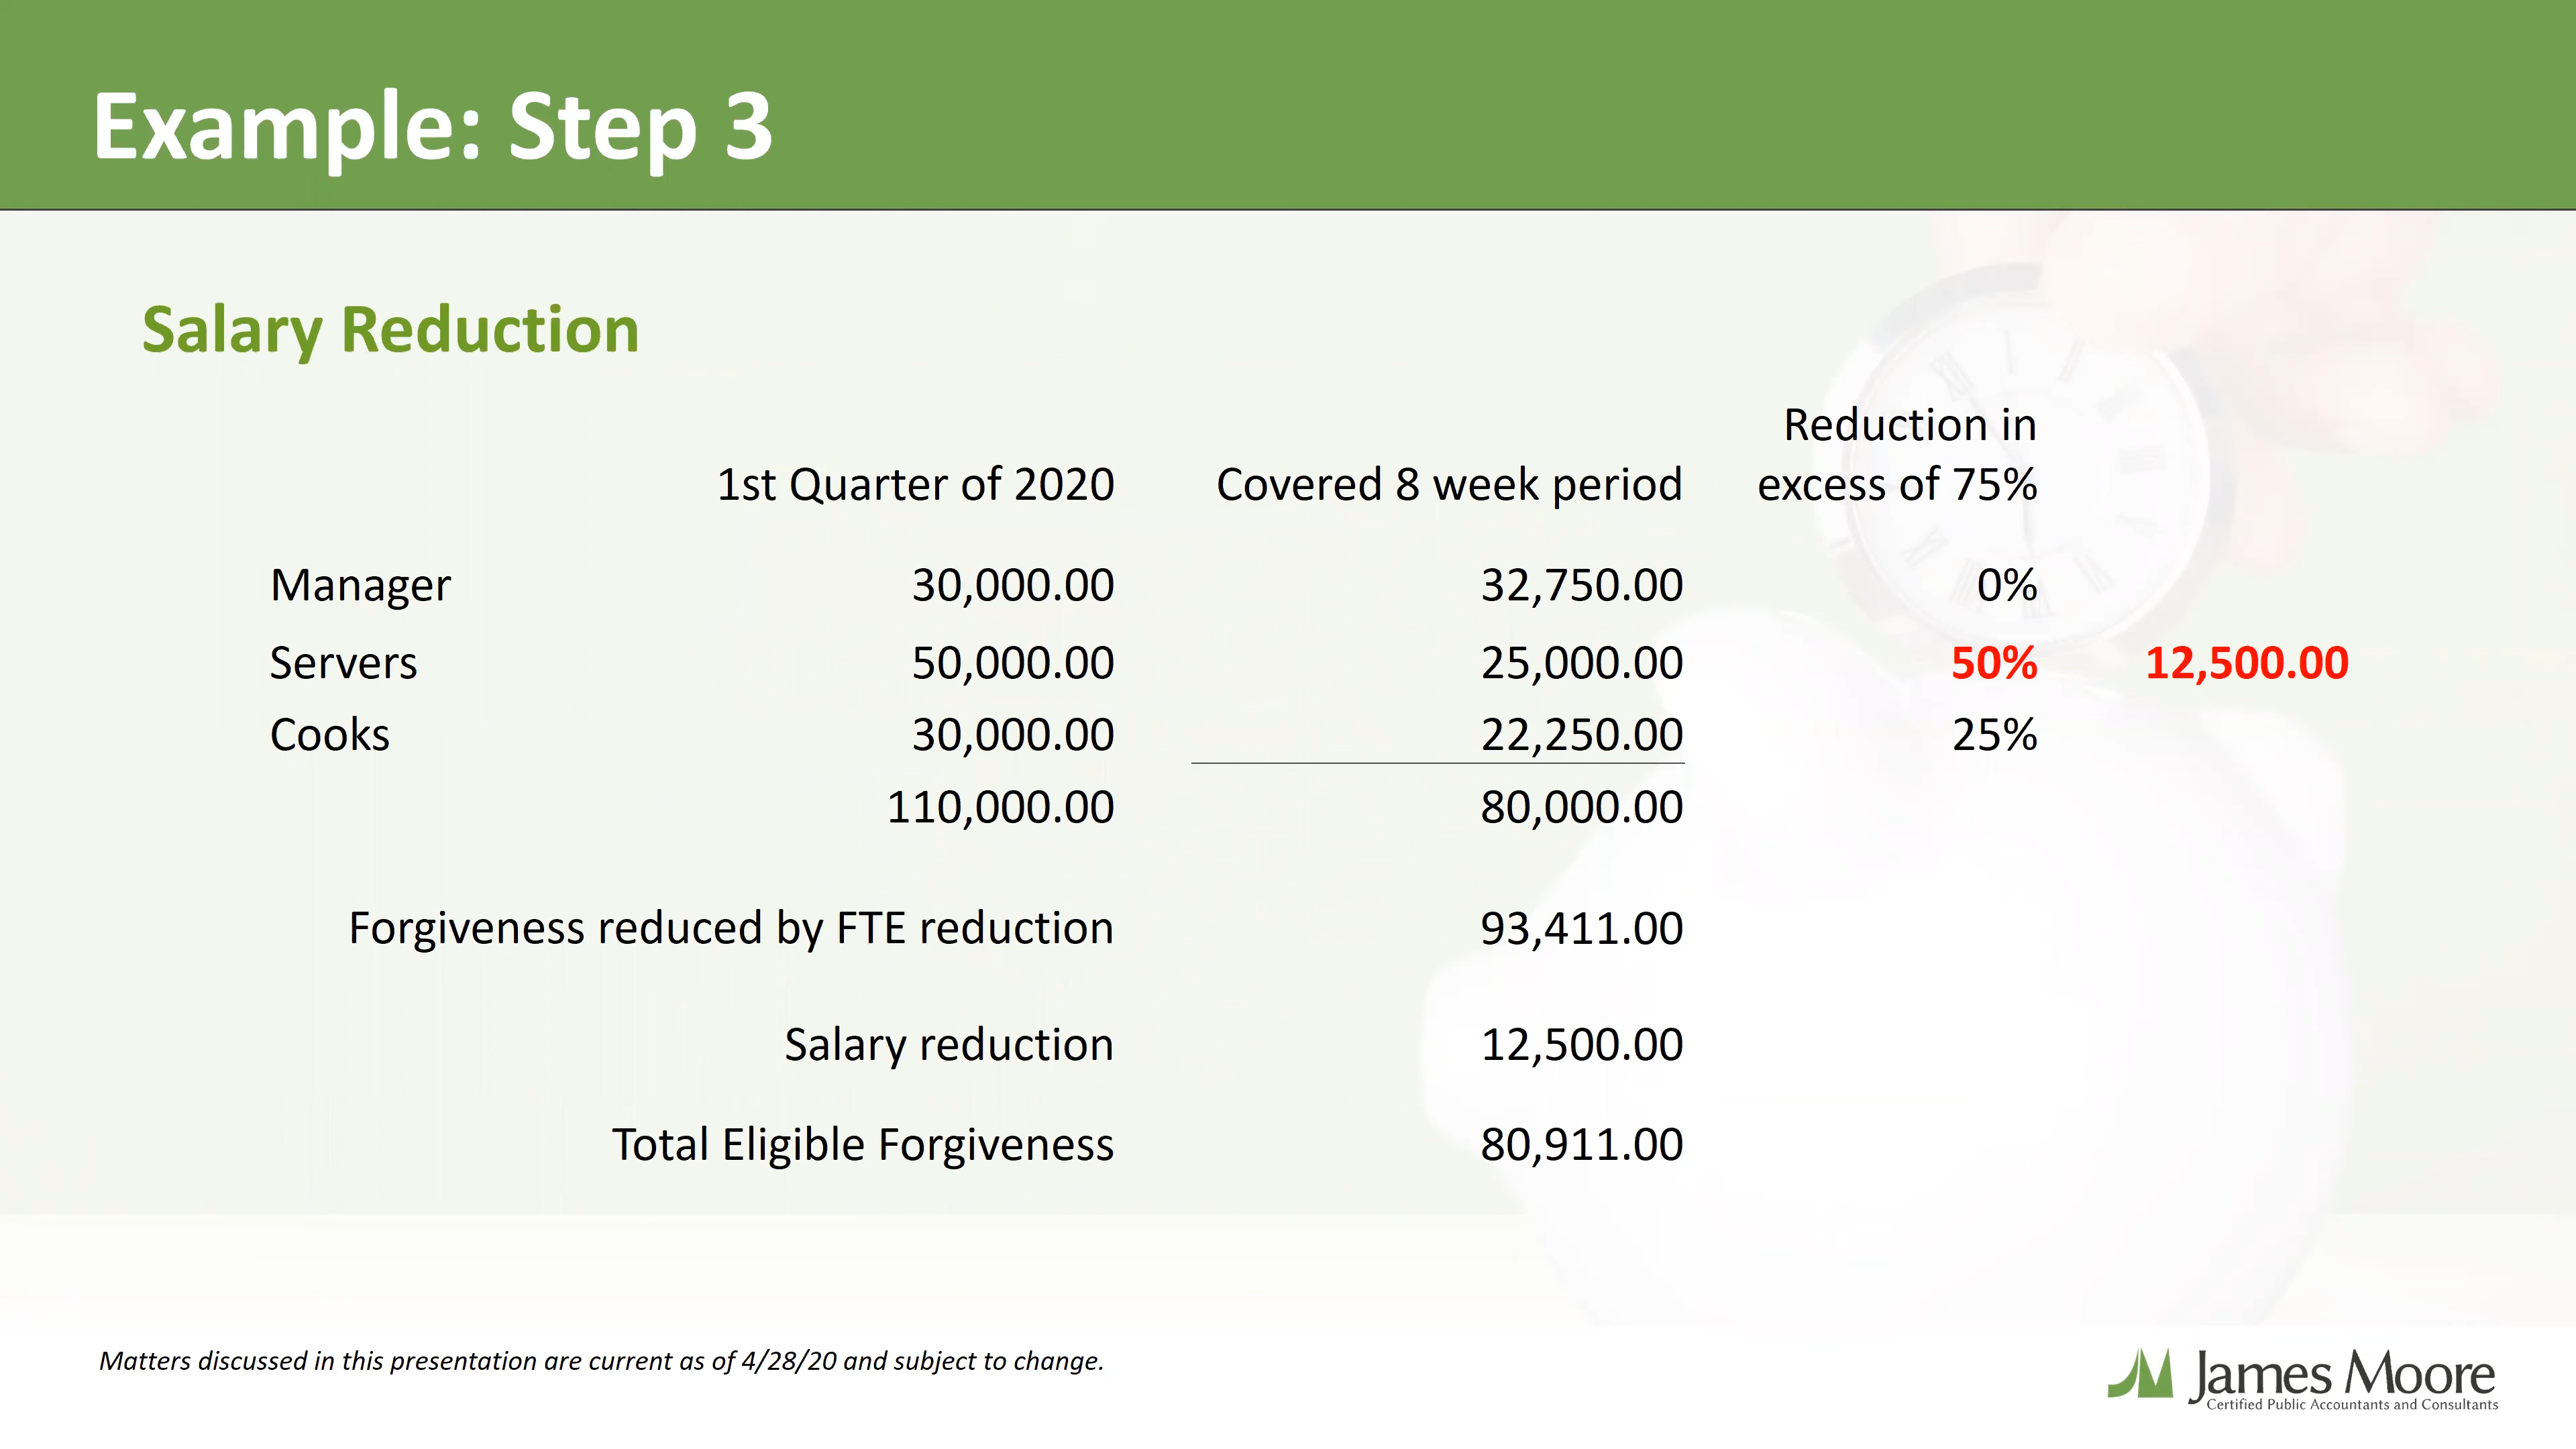 Example: Step 3
Salary Reduction
Reduction in
1st Quarter of 2020 Covered 8 week period excess of 75%
Manager 30,000.00 32,750.00 0%
Servers 50,000.00 25,000.00 50% 12,500.00
Cooks 30,000.00 22,250.00 25%
110,000.00 80,000.00
Forgiveness reduced by FTE reduction 93,411.00
Salary reduction 12,500.00
Total Eligible Forgiveness 80,911.00
Matters discussed in this presentation are current as of 4/28/20 and subject to change.
James Moore
Certified Public Accountants and Consultants